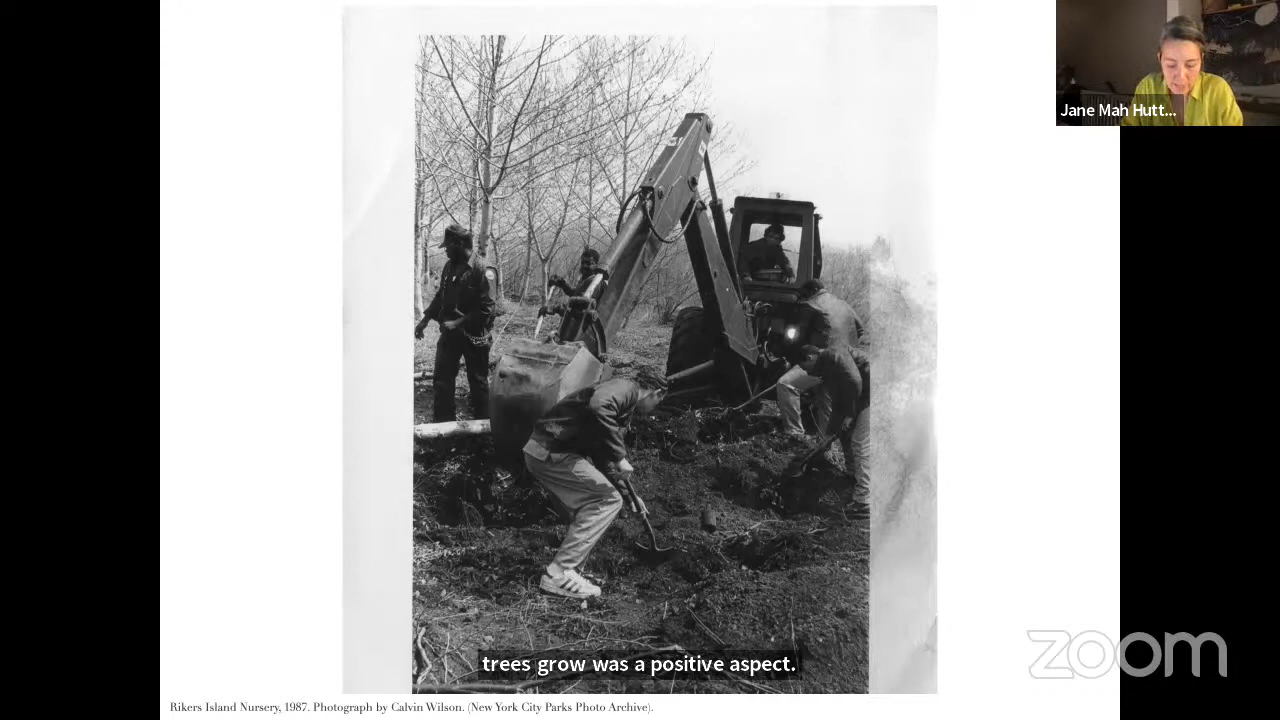 Jane Mah Hutt...
trees grow was a positive aspect.
zoom
Rikers Island Nursery, 1987. Photograph by Calvin Wilson. (New York City Parks Photo Archive).